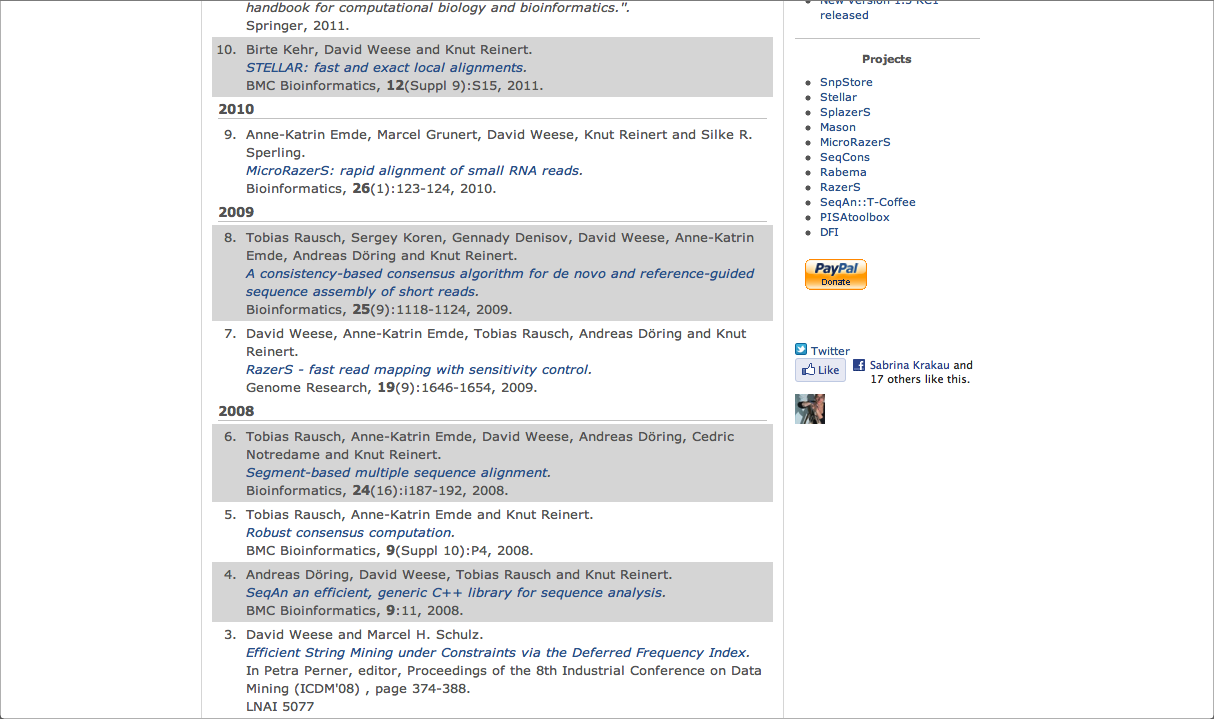 handbook for computational biology and bioinformatics.".
Springer, 2011.
10. Birte Kehr, David Weese and Knut Reinert.
STELLAR: fast and exact local alignments.
BMC Bioinformatics, 12(Suppl 9):S15, 2011.
2010
9. Anne-Katrin Emde, Marcel Grunert, David Weese, Knut Reinert and Silke R.
Sperling.
MicroRazerS: rapid alignment of small RNA reads.
Bioinformatics, 26(1):123-124, 2010.
2009
8. Tobias Rausch, Sergey Koren, Gennady Denisov, David Weese, Anne-Katrin
Emde, Andreas Döring and Knut Reinert.
A consistency-based consensus algorithm for de novo and reference-guided
sequence assembly of short reads.
Bioinformatics, 25(9):1118-1124, 2009.
7. David Weese, Anne-Katrin Emde, Tobias Rausch, Andreas Döring and Knut
Reinert.
RazerS - fast read mapping with sensitivity control.
Genome Research, 19(9):1646-1654, 2009.
2008
6. Tobias Rausch, Anne-Katrin Emde, David Weese, Andreas Döring, Cedric
Notredame and Knut Reinert.
Segment-based multiple sequence alignment.
Bioinformatics, 24(16):i187-192, 2008.
5. Tobias Rausch, Anne-Katrin Emde and Knut Reinert.
Robust consensus computation.
BMC Bioinformatics, 9(Suppl 10):P4, 2008.
4. Andreas Döring, David Weese, Tobias Rausch and Knut Reinert.
SeqAn an efficient, generic C++ library for sequence analysis.
BMC Bioinformatics, 9:11, 2008.
3. David Weese and Marcel H. Schulz.
Efficient String Mining under Constraints via the Deferred Frequency Index.
In Petra Perner, editor, Proceedings of the 8th Industrial Conference on Data
Mining (ICDM'08) , page 374-388.
LNAI 5077
New version 1.3 RC1
released
Projects
SnpStore
Stellar
SplazerS
Mason
MicroRazerS
SeqCons
Rabema
RazerS
SeqAn::T-Coffee
PISAtoolbox
DFI
PayPal
Donate
Twitter
Like
Sabrina Krakau and
17 others like this.